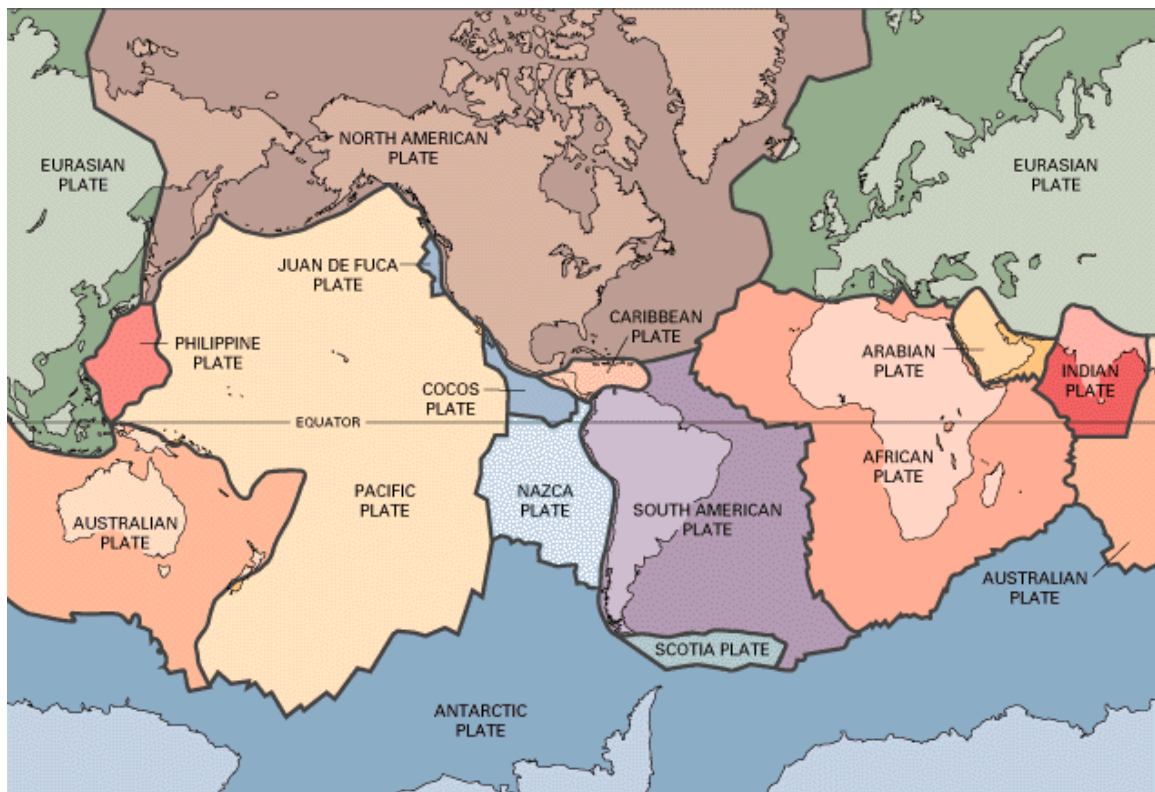 NORTH AMERICAN
PLATE
EURASIAN
PLATE
EURASIAN
PLATE
JUAN DE FUCA
PLATE
CARIBBEAN
PLATE
PHILIPPINE
PLATE
ARABIAN
PLATE
INDIAN
PLATE
COCOS
PLATE
EQUATOR
AFRICAN
PLATE
PACIFIC
PLATE
NAZCA
PLATE
SOUTH AMERICAN
PLATE
AUSTRALIAN
PLATE
AUSTRALIAN
PLATE
SCOTIA PLATE
ANTARCTIC
PLATE